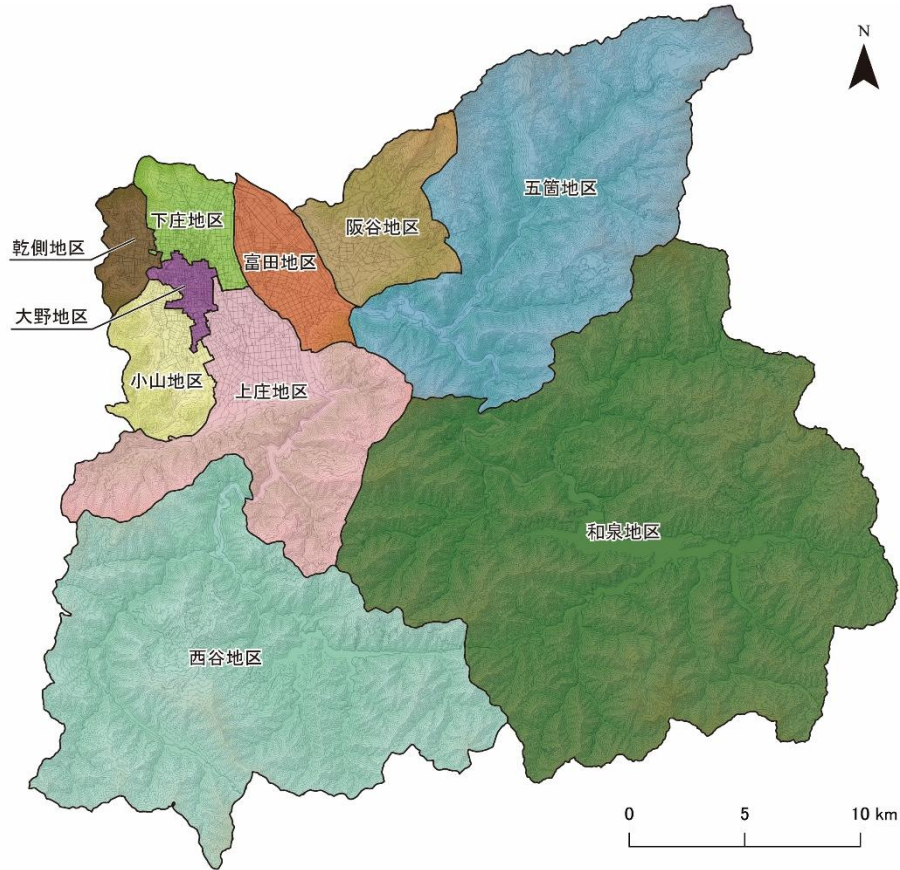 N
五箇地区
下庄地区
阪谷地区
乾側地区
富田地区
大野地区
小山地区
上庄地区
和泉地区
西谷地区
0 5 10 km